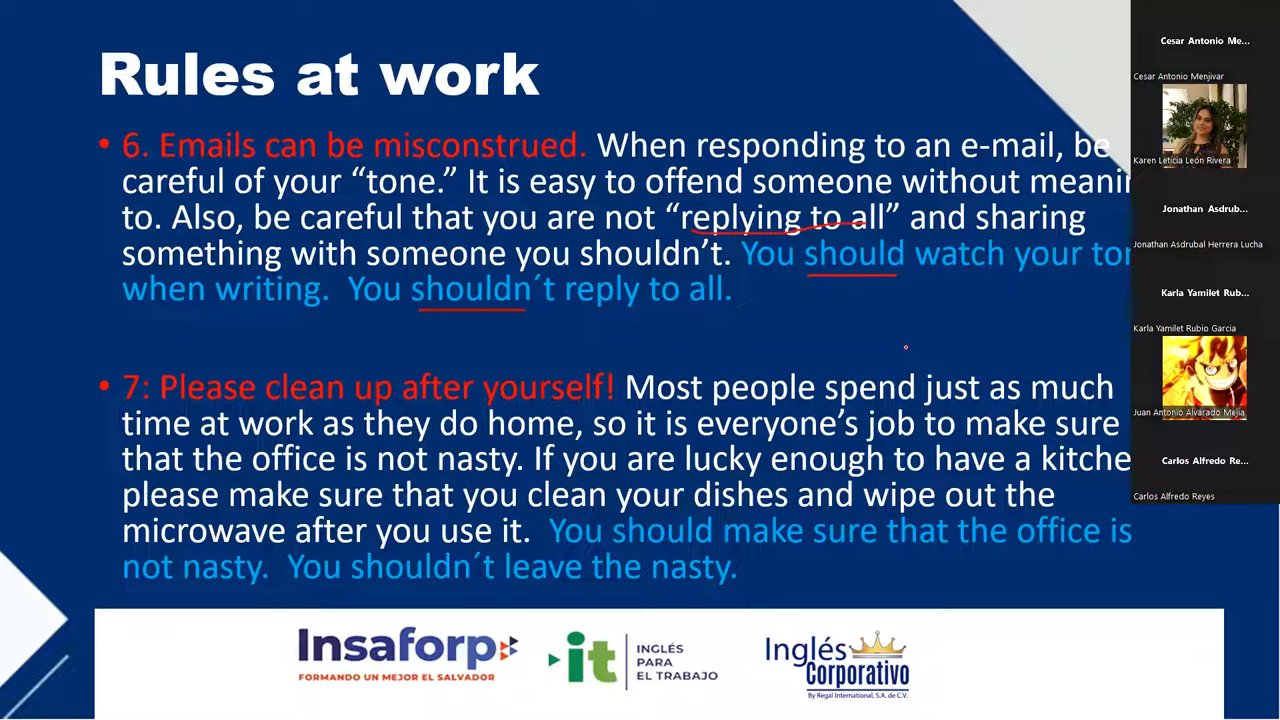 Rules at work
• 6. Emails can be misconstrued. When responding to an e-mail, be
careful of your “tone.” It is easy to offend someone without meanin
to. Also, be careful that you are not “replying to all” and sharing
something with someone you shouldn’t. You should watch your ton
when writing. You shouldn´t reply to all.
• 7: Please clean up after yourself! Most people spend just as much
time at work as they do home, so it is everyone’s job to make sure
that the office is not nasty. If you are lucky enough to have a kitche
please make sure that you clean your dishes and wipe out the
microwave after you use it. You should make sure that the office is
not nasty. You shouldn´t leave the nasty.
Insaforp
FORMANDO UN MEJOR EL SALVADOR
it
INGLÉS
PARA
EL TRABAJO
Inglés
Corporativo
By Regal International, S.A. de C.V.
Cesar Antonio Me...
Cesar Antonio Menjivar
Karen Leticia León Rivera
Jonathan Asdrub...
Jonathan Asdrubal Herrera Lucha
Karla Yamilet Rub...
Karla Yamilet Rubio Garcia
Juan Antonio Alvarado Mejia
Carlos Alfredo Re...
Carlos Alfredo Reyes